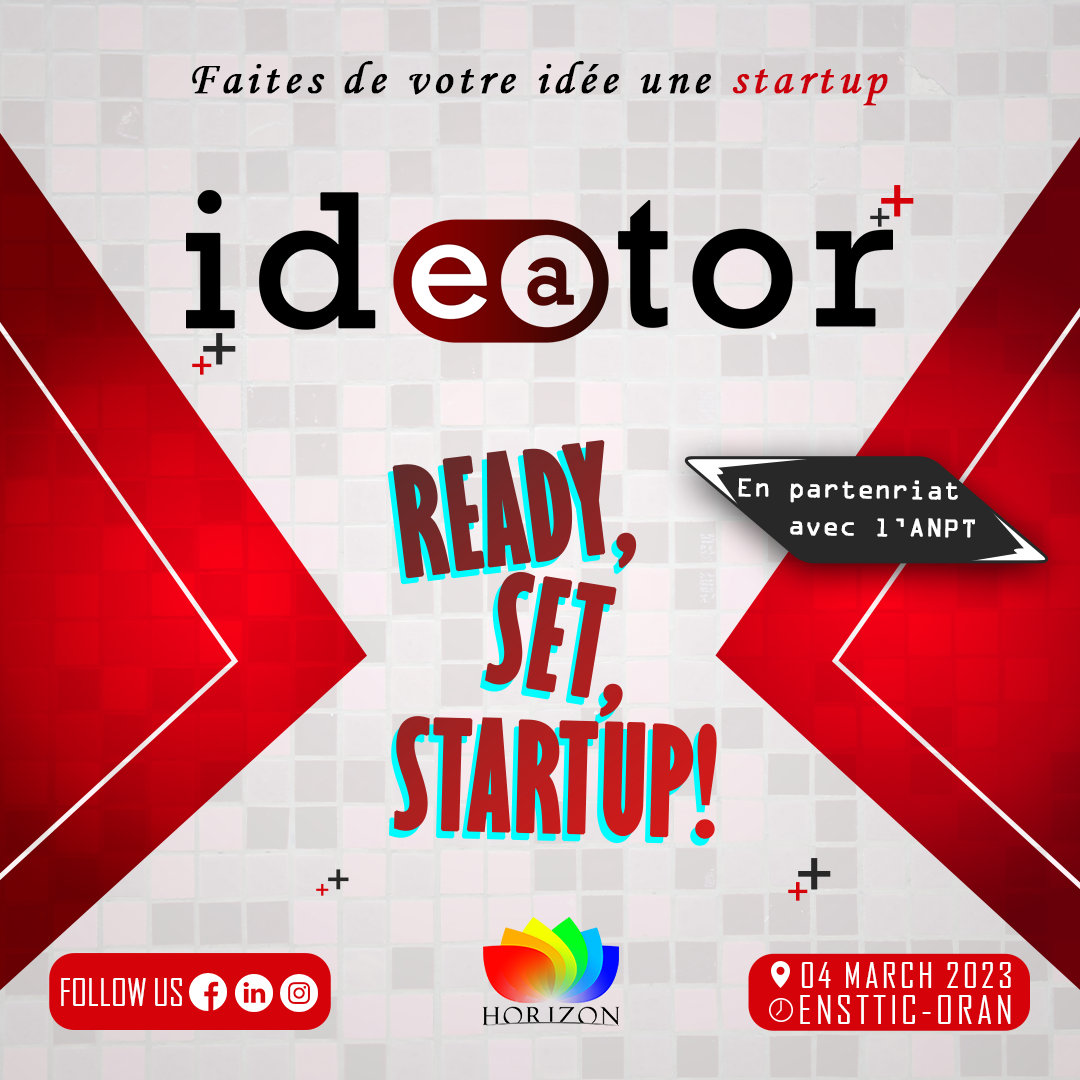 Faites de votre idée une startup
ideator
READY,
SET,
STARTUP!
En partenriat
avec l'ANPT
FOLLOW US
HORIZON
04 MARCH 2023
ENSTTIC-ORAN